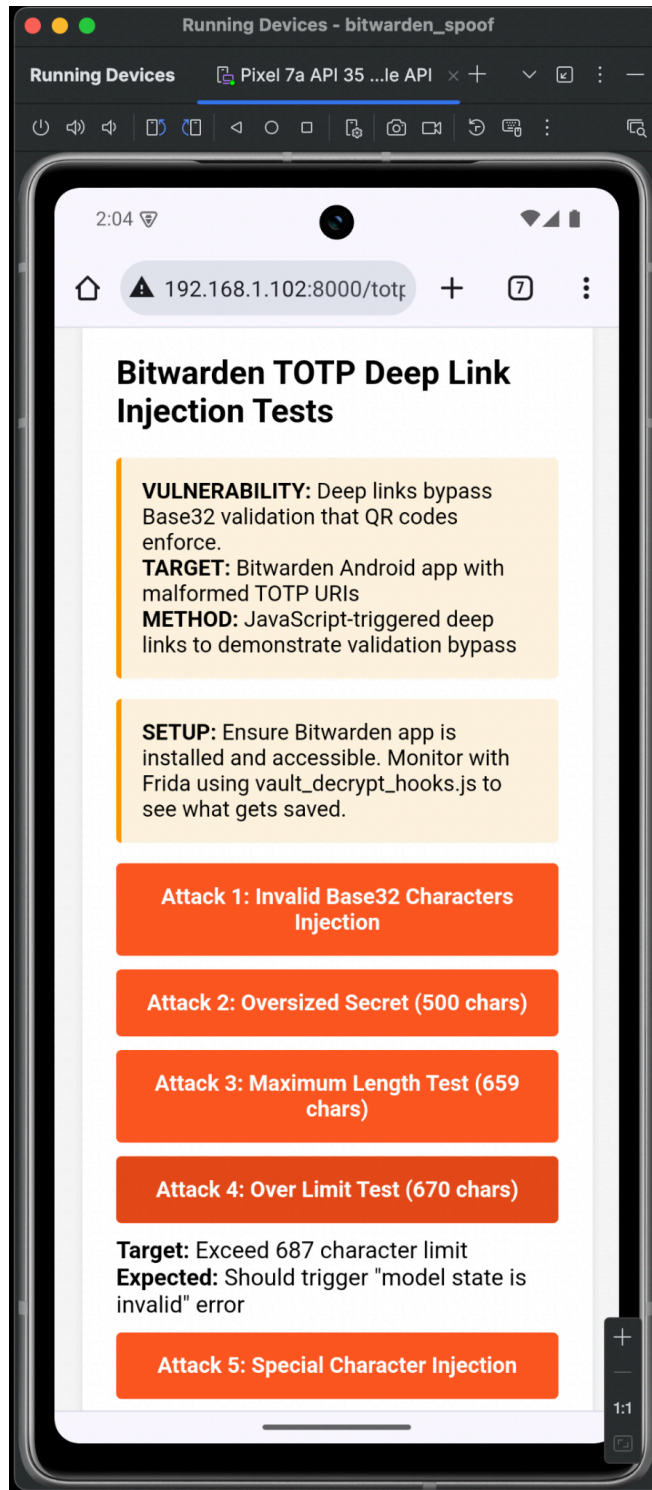 Running Devices - bitwarden_spoof
Running Devices
Pixel 7a API 35 ...le API
2:04
192.168.1.102:8000/totp
7
Bitwarden TOTP Deep Link
Injection Tests
VULNERABILITY: Deep links bypass
Base32 validation that QR codes
enforce.
TARGET: Bitwarden Android app with
malformed TOTP URIs
METHOD: JavaScript-triggered deep
links to demonstrate validation bypass
SETUP: Ensure Bitwarden app is
installed and accessible. Monitor with
Frida using vault_decrypt_hooks.js to
see what gets saved.
Attack 1: Invalid Base32 Characters
Injection
Attack 2: Oversized Secret (500 chars)
Attack 3: Maximum Length Test (659
chars)
Attack 4: Over Limit Test (670 chars)
Target: Exceed 687 character limit
Expected: Should trigger "model state is
invalid" error
Attack 5: Special Character Injection
1:1